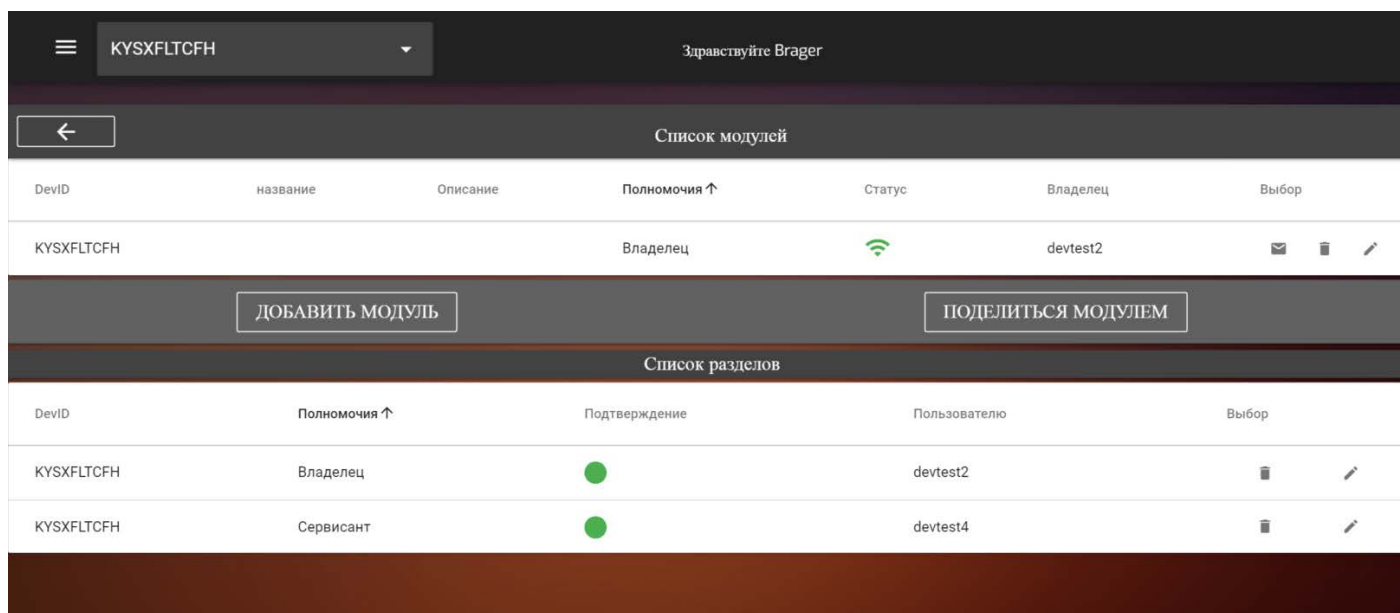 KYSXFLTCFH Здравствуйте Brager
Список модулей
DevID название Описание Полномочия Статус Владелец Выбор
KYSXFLTCFH Владелец devtest2
ДОБАВИТЬ МОДУЛЬ ПОДЕЛИТЬСЯ МОДУЛЕМ
Список разделов
DevID Полномочия Подтверждение Пользователю Выбор
KYSXFLTCFH Владелец devtest2
KYSXFLTCFH Сервисант devtest4